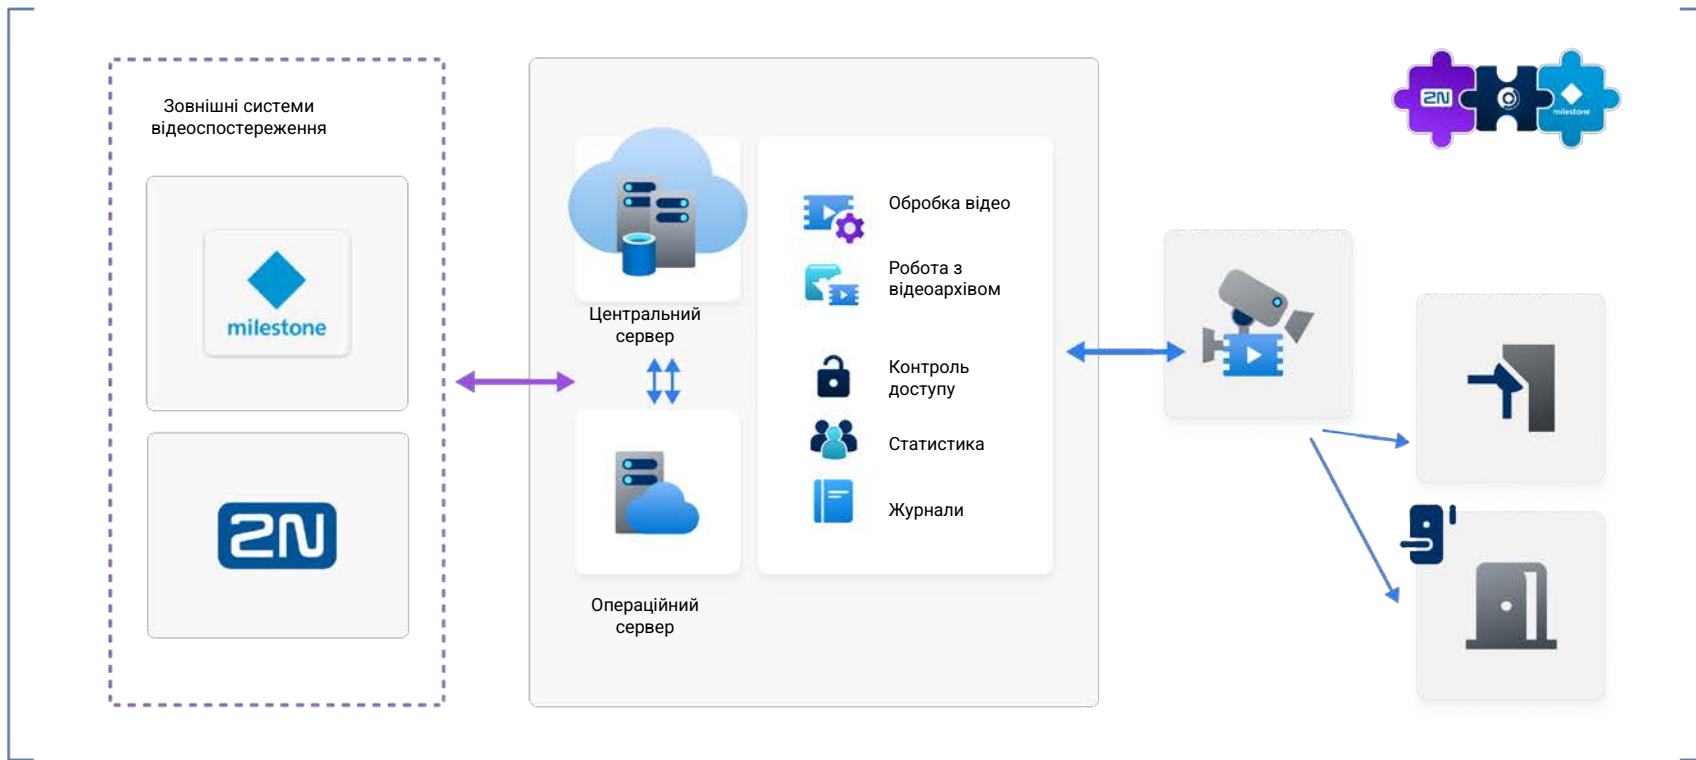 Зовнішні системи
відеоспостереження
milestone
2N
Центральний
сервер
Операційний
сервер
Обробка відео
Робота з
відеоархівом
Контроль
доступу
Статистика
Журнали
2N
milestone